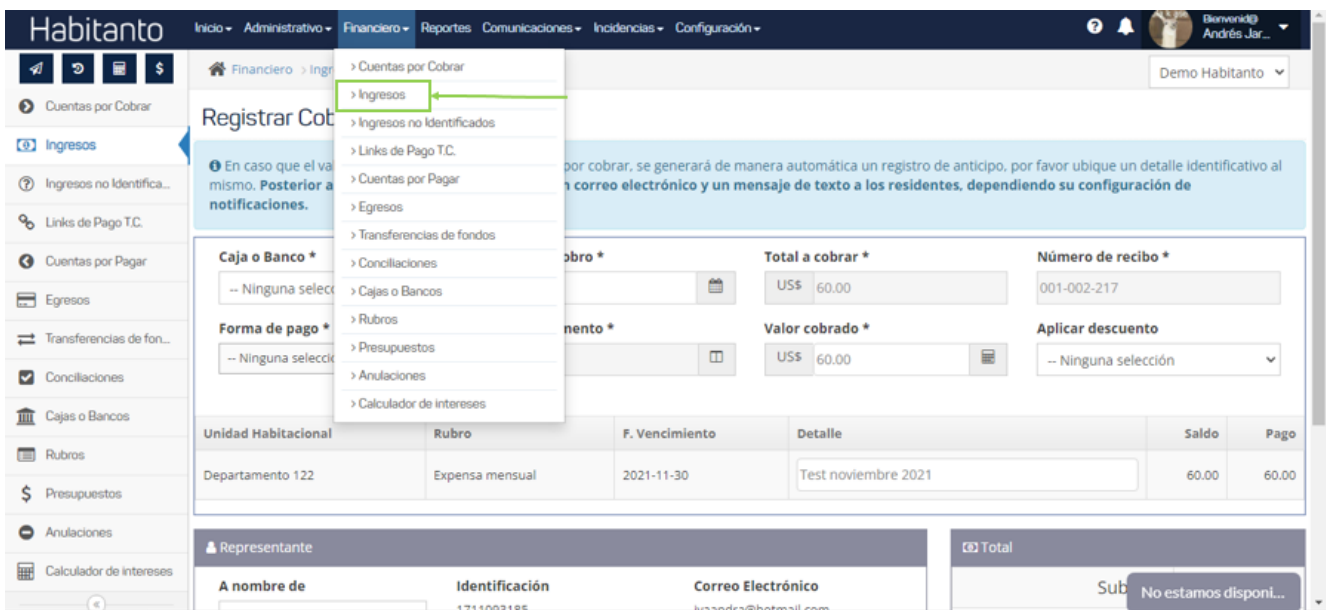 Habitanto
Inicio Administrativo Financiero Reportes Comunicaciones Incidencias Configuración
Bienvenid@
Andrés Jar...
Financiero > Ingr
Demo Habitanto
> Cuentas por Cobrar
> Ingresos
> Ingresos no Identificados
> Links de Pago T.C.
> Cuentas por Pagar
> Egresos
> Transferencias de fondos
> Conciliaciones
> Cajas o Bancos
> Rubros
> Presupuestos
> Anulaciones
> Calculador de intereses
Cuentas por Cobrar
Ingresos
Ingresos no Identifica...
Links de Pago T.C.
Cuentas por Pagar
Egresos
Transferencias de fon...
Conciliaciones
Cajas o Bancos
Rubros
Presupuestos
Anulaciones
Calculador de intereses
Registrar Cob
En caso que el va por cobrar, se generará de manera automática un registro de anticipo, por favor ubique un detalle identificativo al
mismo. Posterior a n correo electrónico y un mensaje de texto a los residentes, dependiendo su configuración de
notificaciones.
Caja o Banco * obro * Total a cobrar * Número de recibo *
-- Ninguna selecc US$ 60.00 001-002-217
Forma de pago * mento * Valor cobrado * Aplicar descuento
-- Ninguna selecció US$ 60.00 -- Ninguna selección
Unidad Habitacional Rubro F. Vencimiento Detalle Saldo Pago
Departamento 122 Expensa mensual 2021-11-30 Test noviembre 2021 60.00 60.00
Representante Total
A nombre de Identificación Correo Electrónico Sub
No estamos disponi...